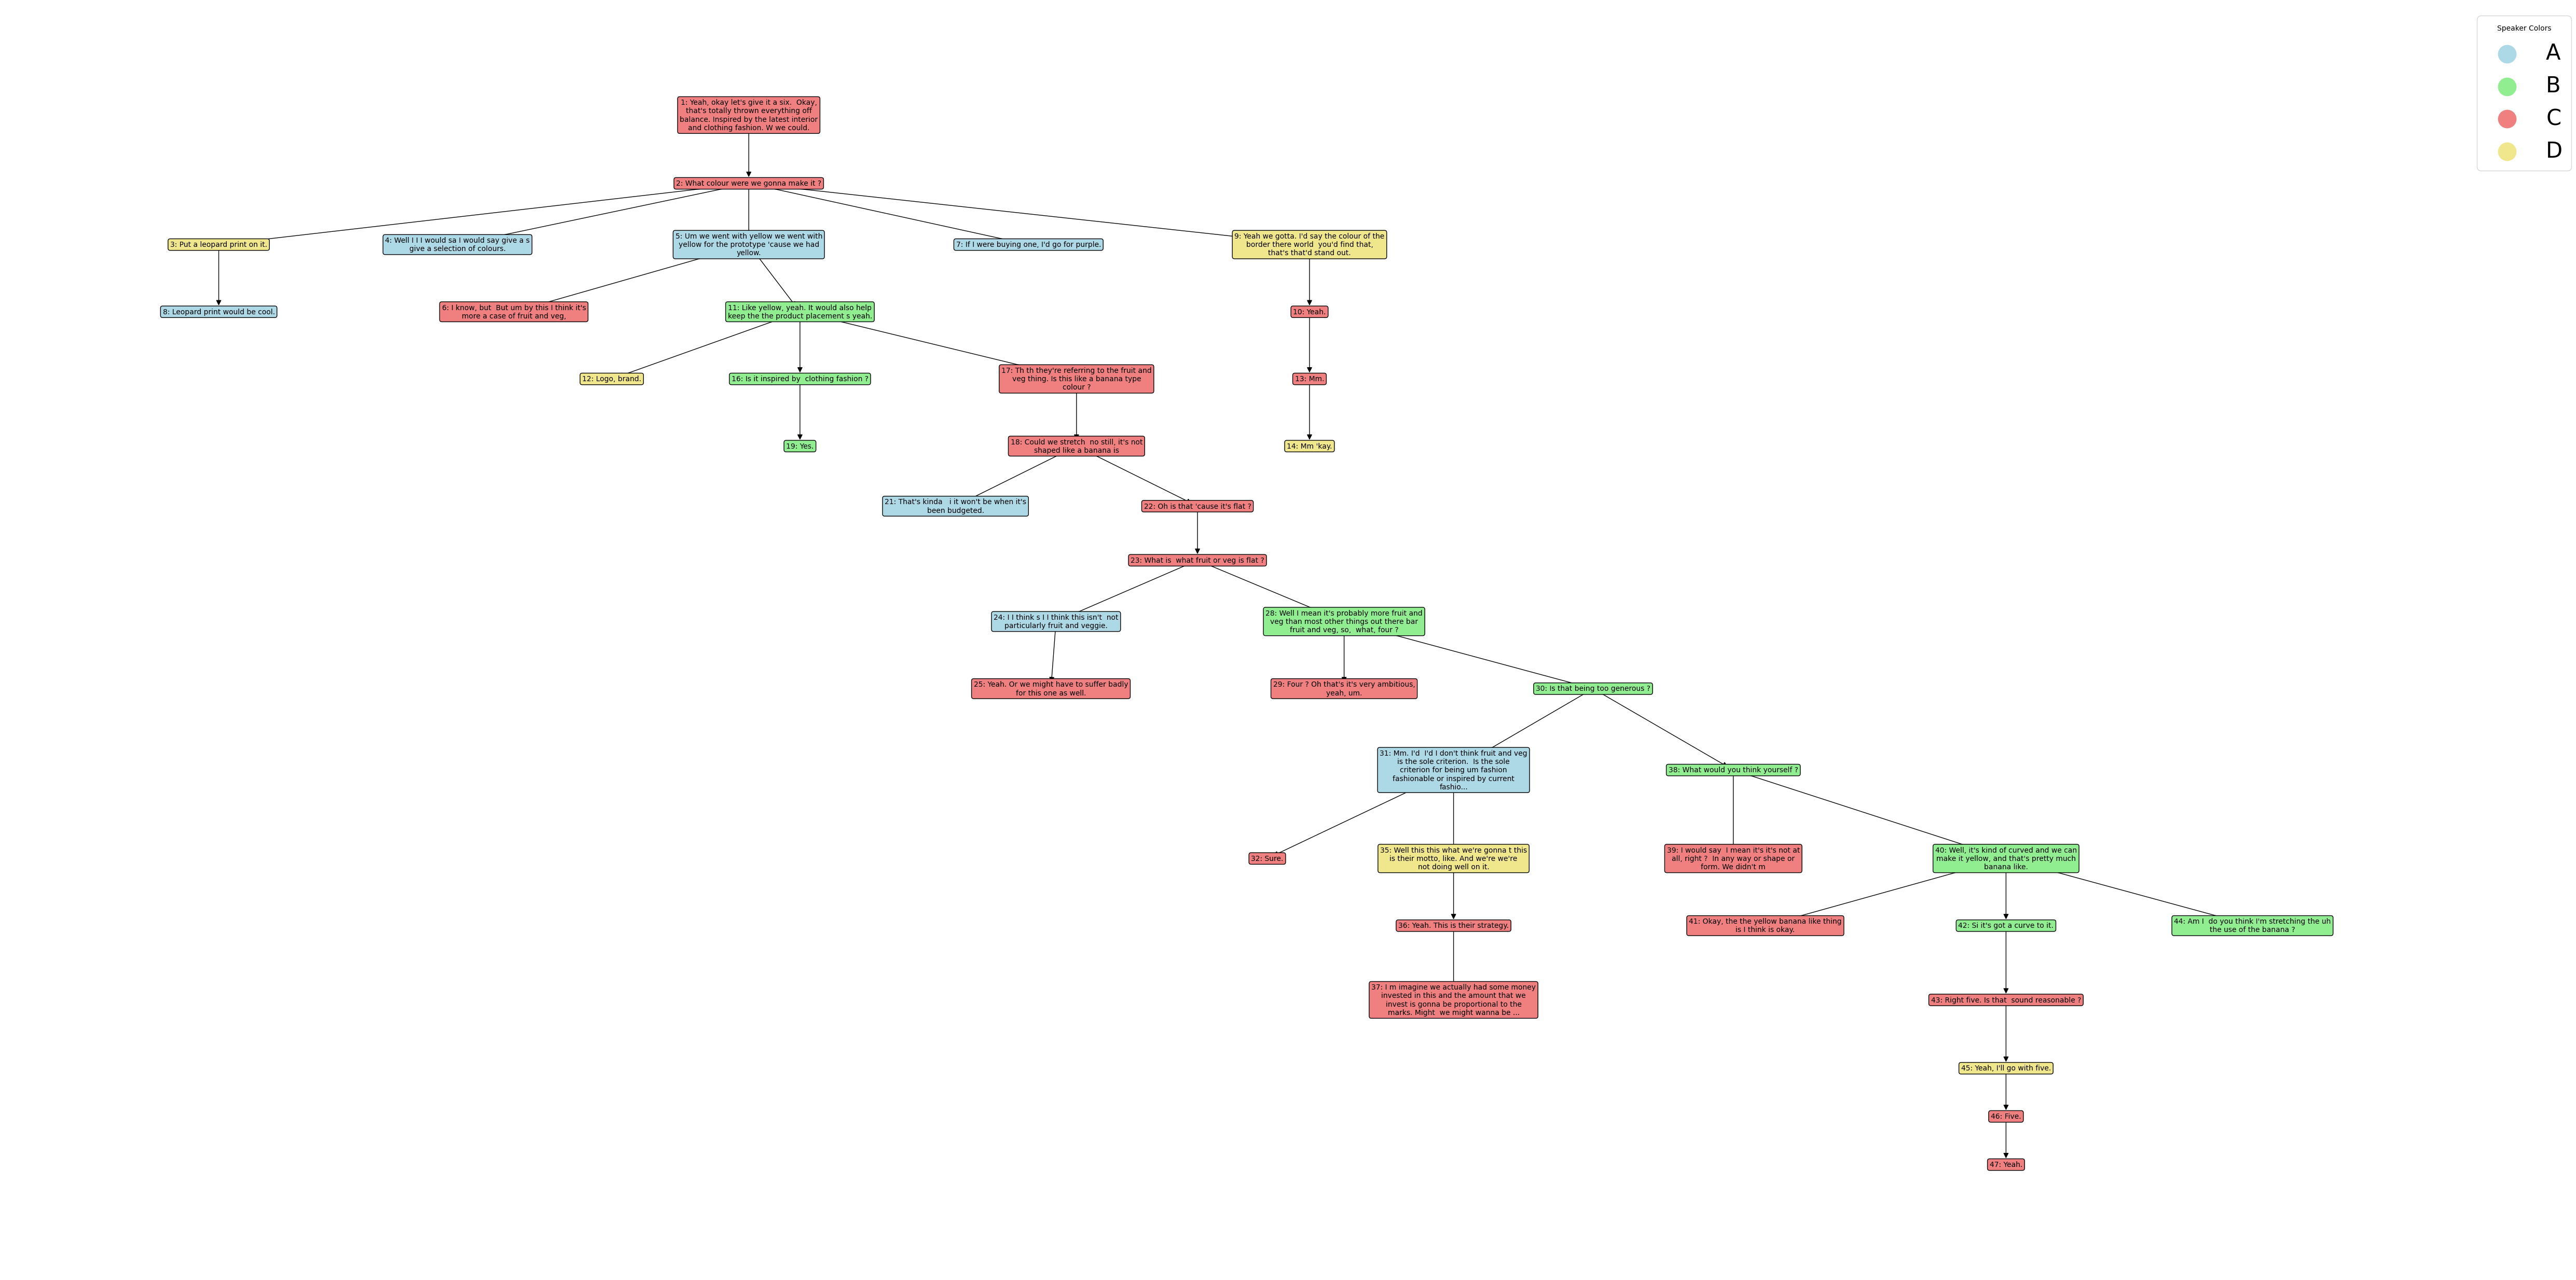 Speaker Colors
A
B
C
D
1: Yeah, okay let's give it a six.  Okay,
that's totally thrown everything off
balance. Inspired by the latest interior
and clothing fashion. W we could.
2: What colour were we gonna make it ?
3: Put a leopard print on it.
4: Well I I I would sa I would say give a s
give a selection of colours.
5: Um we went with yellow we went with
yellow for the prototype 'cause we had
yellow.
7: If I were buying one, I'd go for purple.
9: Yeah we gotta. I'd say the colour of the
border there world  you'd find that,
that's that'd stand out.
8: Leopard print would be cool.
6: I know, but  But um by this I think it's
more a case of fruit and veg,
11: Like yellow, yeah. It would also help
keep the the product placement s yeah.
10: Yeah.
12: Logo, brand.
16: Is it inspired by  clothing fashion ?
17: Th th they're referring to the fruit and
veg thing. Is this like a banana type
colour ?
13: Mm.
19: Yes.
18: Could we stretch  no still, it's not
shaped like a banana is
14: Mm 'kay.
21: That's kinda   i it won't be when it's
been budgeted.
22: Oh is that 'cause it's flat ?
23: What is  what fruit or veg is flat ?
24: I I think s I I think this isn't  not
particularly fruit and veggie.
28: Well I mean it's probably more fruit and
veg than most other things out there bar
fruit and veg, so,  what, four ?
25: Yeah. Or we might have to suffer badly
for this one as well.
29: Four ? Oh that's it's very ambitious,
yeah, um.
30: Is that being too generous ?
31: Mm. I'd  I'd I don't think fruit and veg
is the sole criterion.  Is the sole
criterion for being um fashion
fashionable or inspired by current
fashio...
38: What would you think yourself ?
32: Sure.
35: Well this this what we're gonna t this
is their motto, like. And we're we're
not doing well on it.
39: I would say  I mean it's it's not at
all, right ?  In any way or shape or
form. We didn't m
40: Well, it's kind of curved and we can
make it yellow, and that's pretty much
banana like.
36: Yeah. This is their strategy.
41: Okay, the the yellow banana like thing
is I think is okay.
42: Si it's got a curve to it.
44: Am I  do you think I'm stretching the uh
the use of the banana ?
37: I m imagine we actually had some money
invested in this and the amount that we
invest is gonna be proportional to the
marks. Might  we might wanna be ...
43: Right five. Is that  sound reasonable ?
45: Yeah, I'll go with five.
46: Five.
47: Yeah.